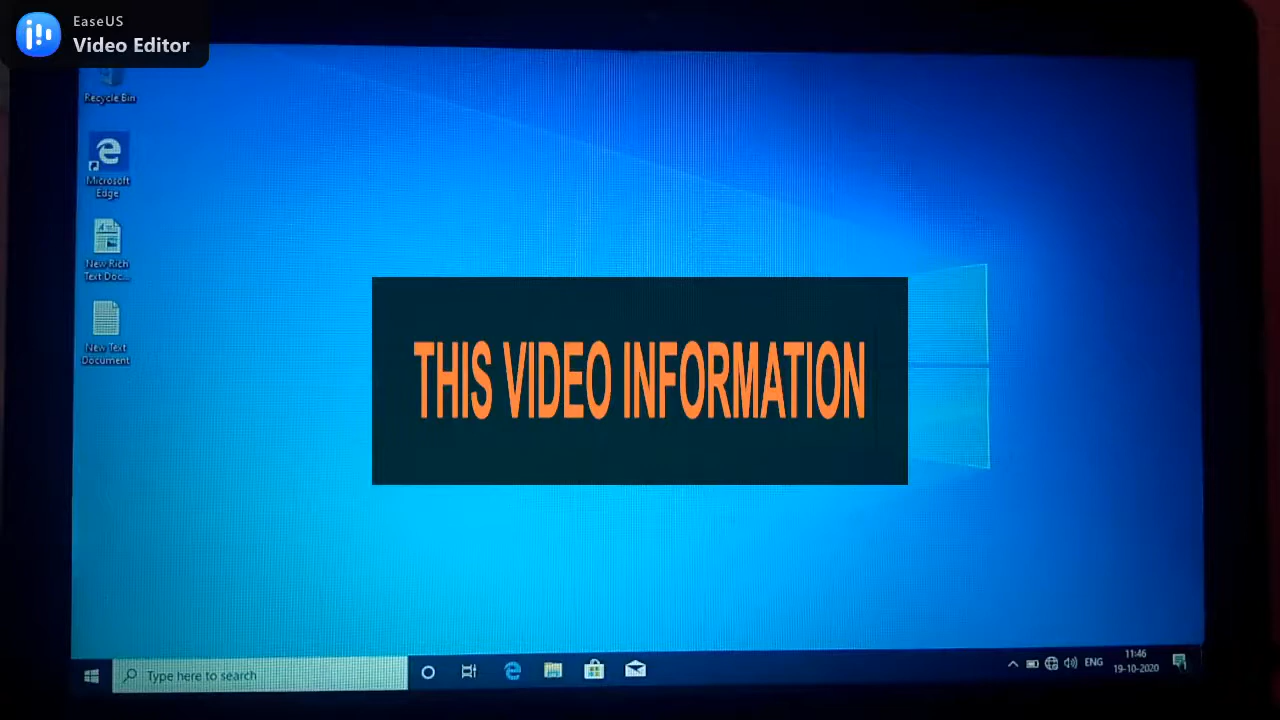 EaseUS
Video Editor
Recycle Bin
Microsoft
Edge
New Rich
Text Doc...
New Text
Document
THIS VIDEO INFORMATION
Type here to search
ENG
11:46
19-10-2020